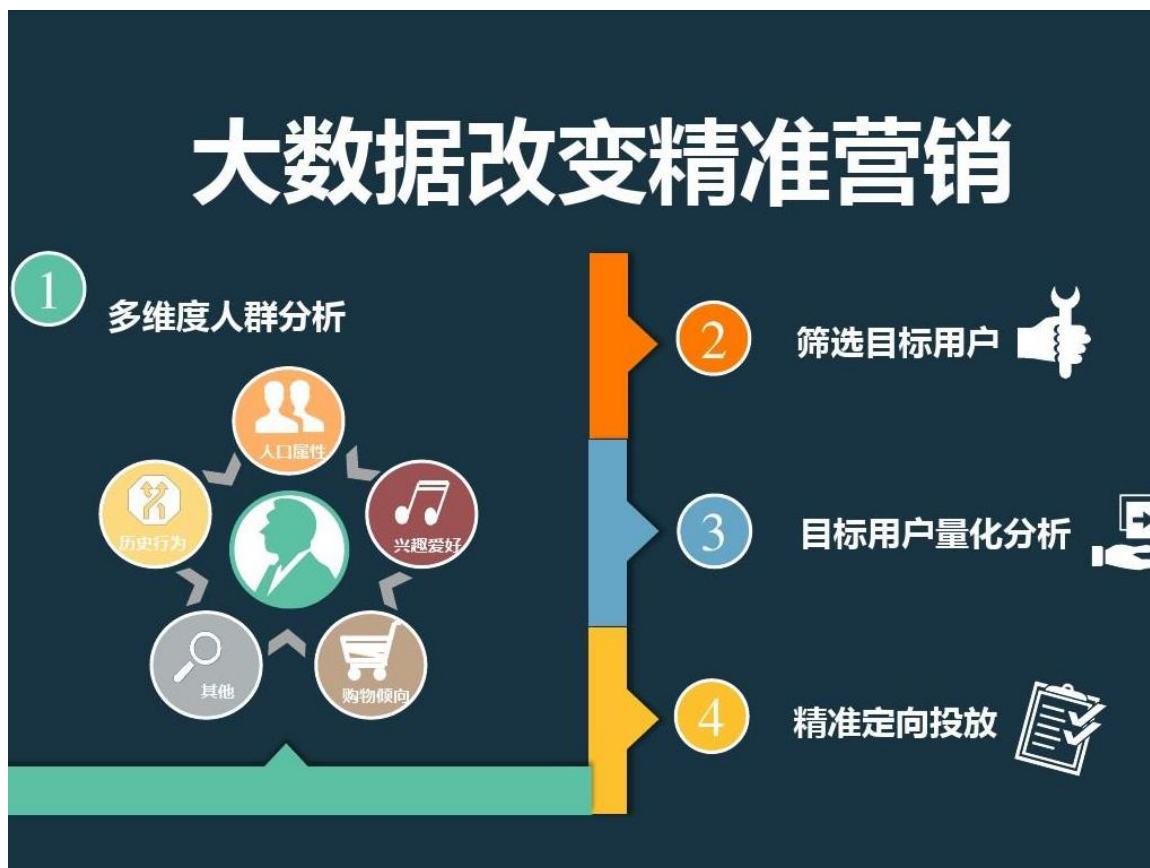 大数据改变精准营销
1
多维度人群分析
人口属性
历史行为
兴趣爱好
其他
购物倾向
2
筛选目标用户
3
目标用户量化分析
4
精准定向投放